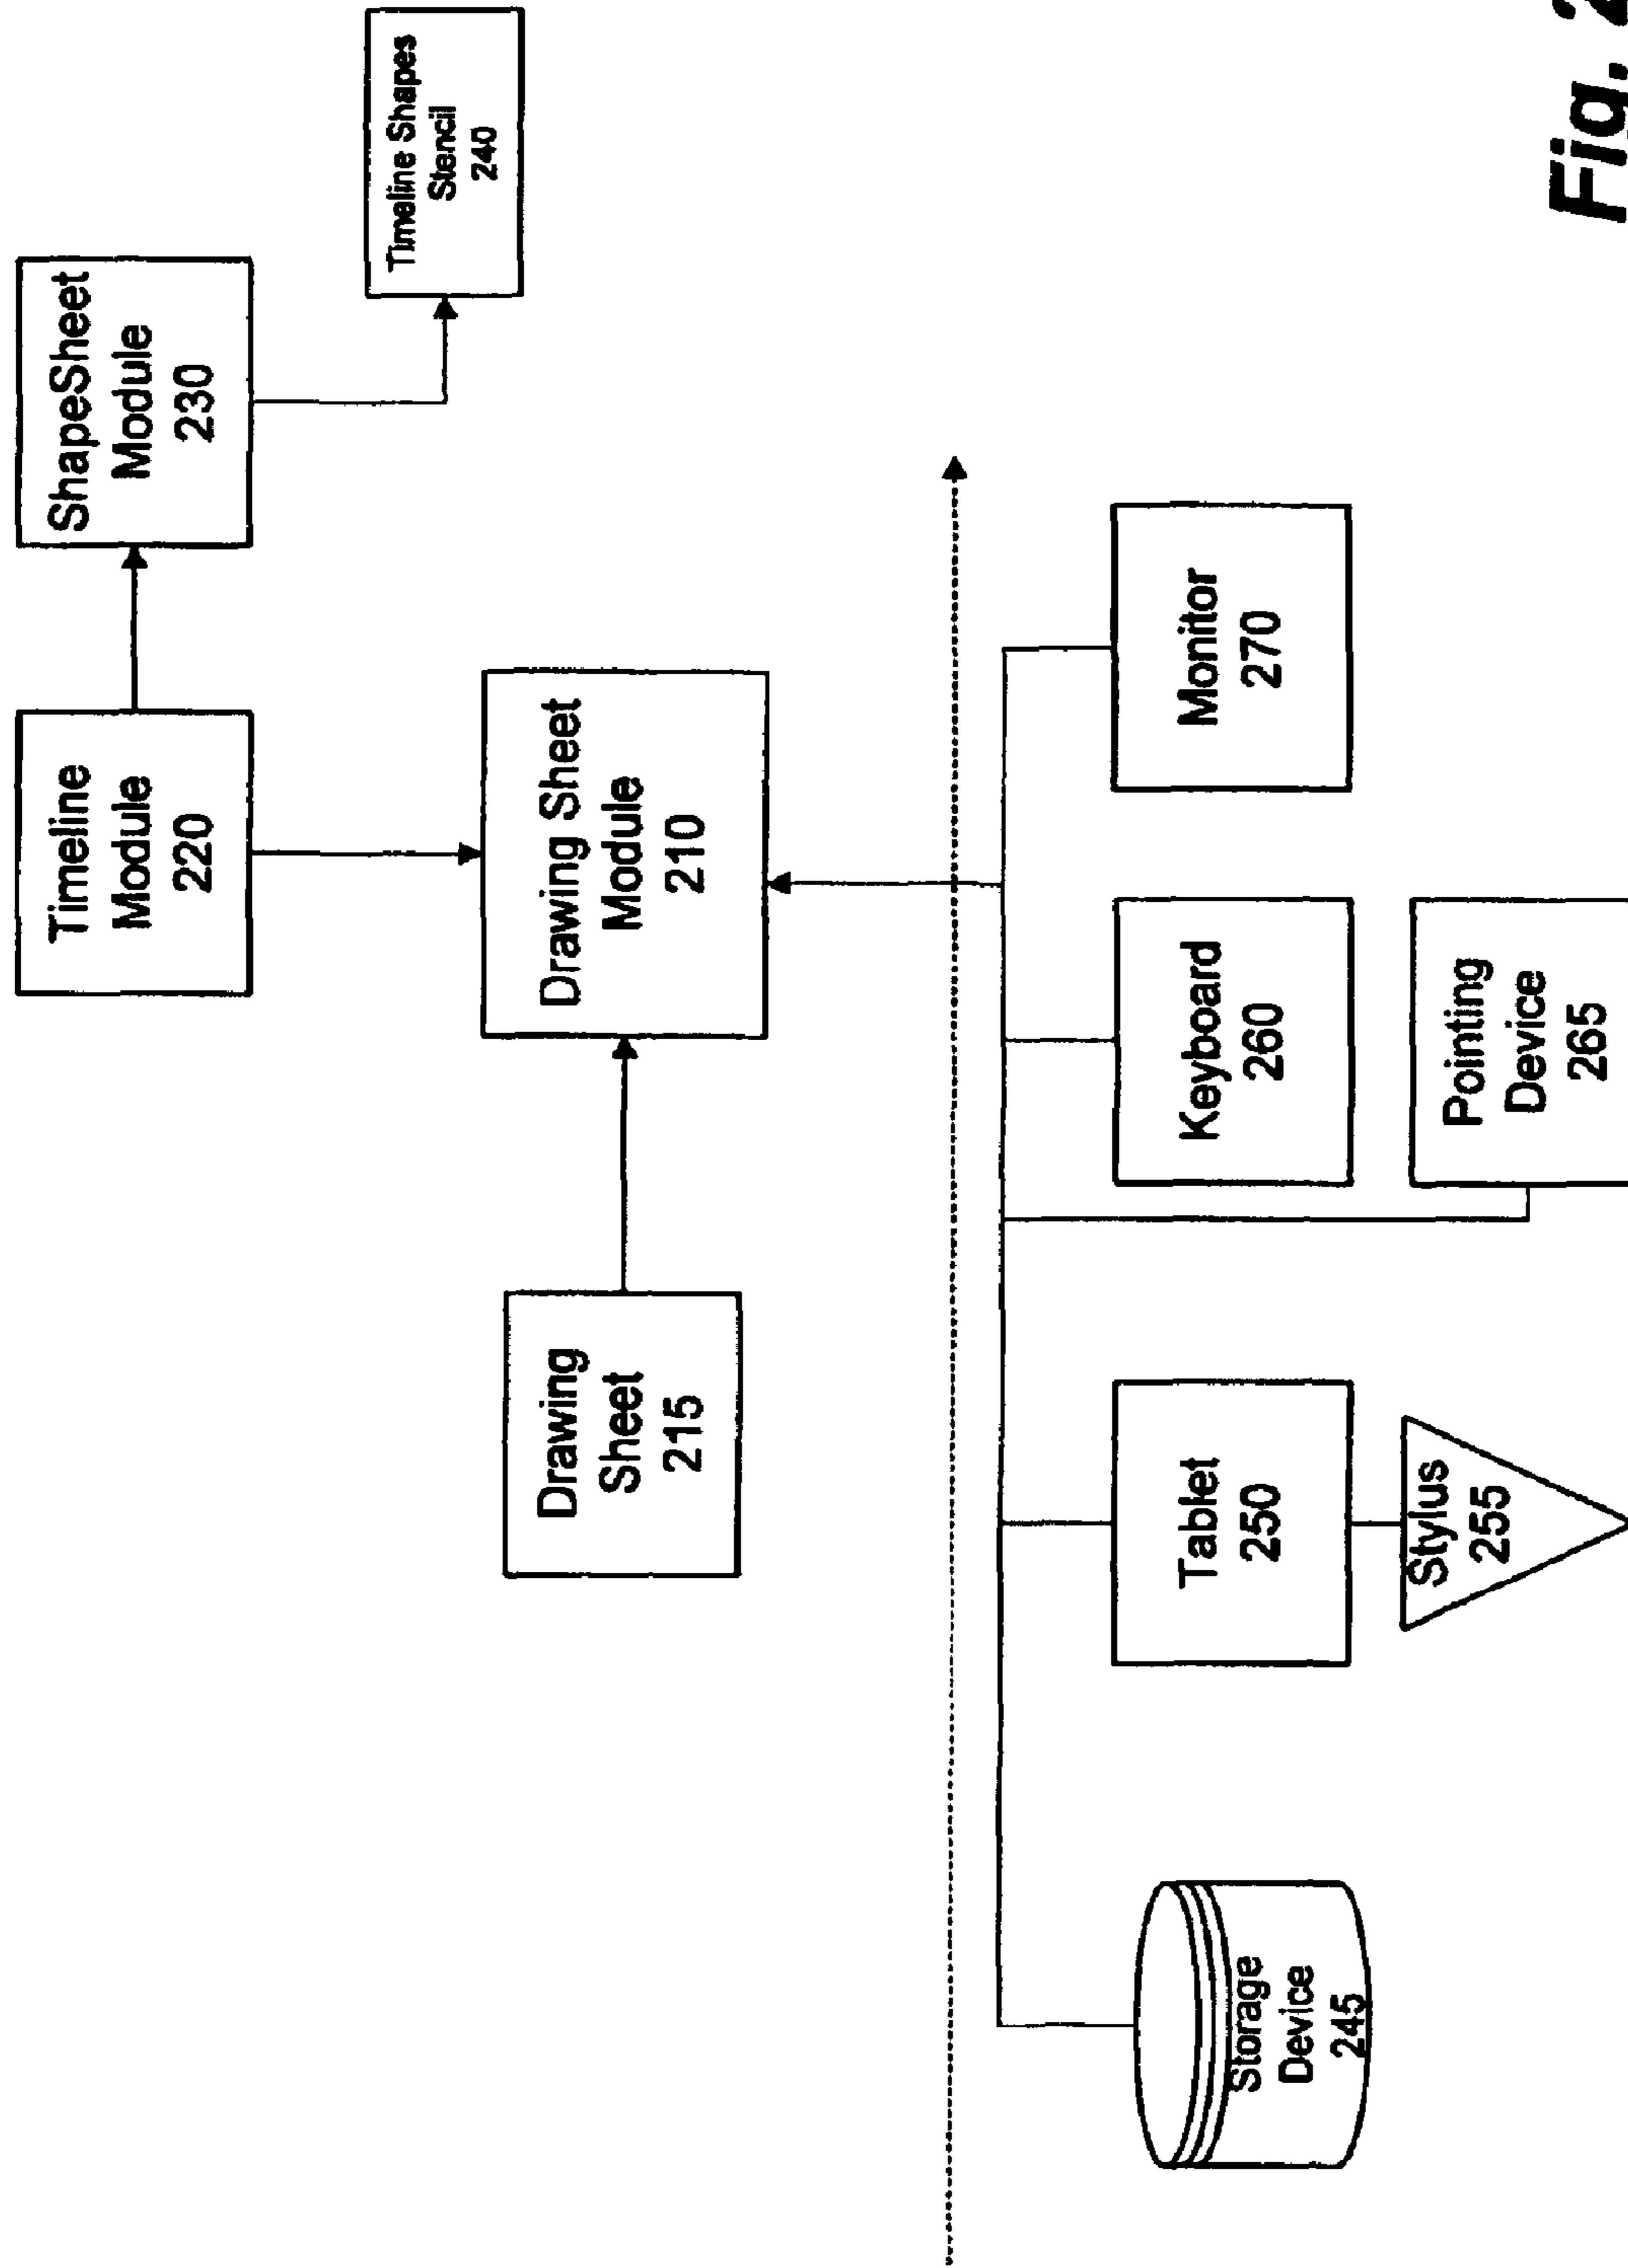 Timeline
Module
220
ShapeSheet
Module
230
Timeline Shapes
Stencil
240
Drawing
Sheet
215
Drawing Sheet
Module
210
Storage
Device
245
Tablet
250
Stylus
255
Keyboard
260
Pointing
Device
265
Monitor
270
Fig. 2